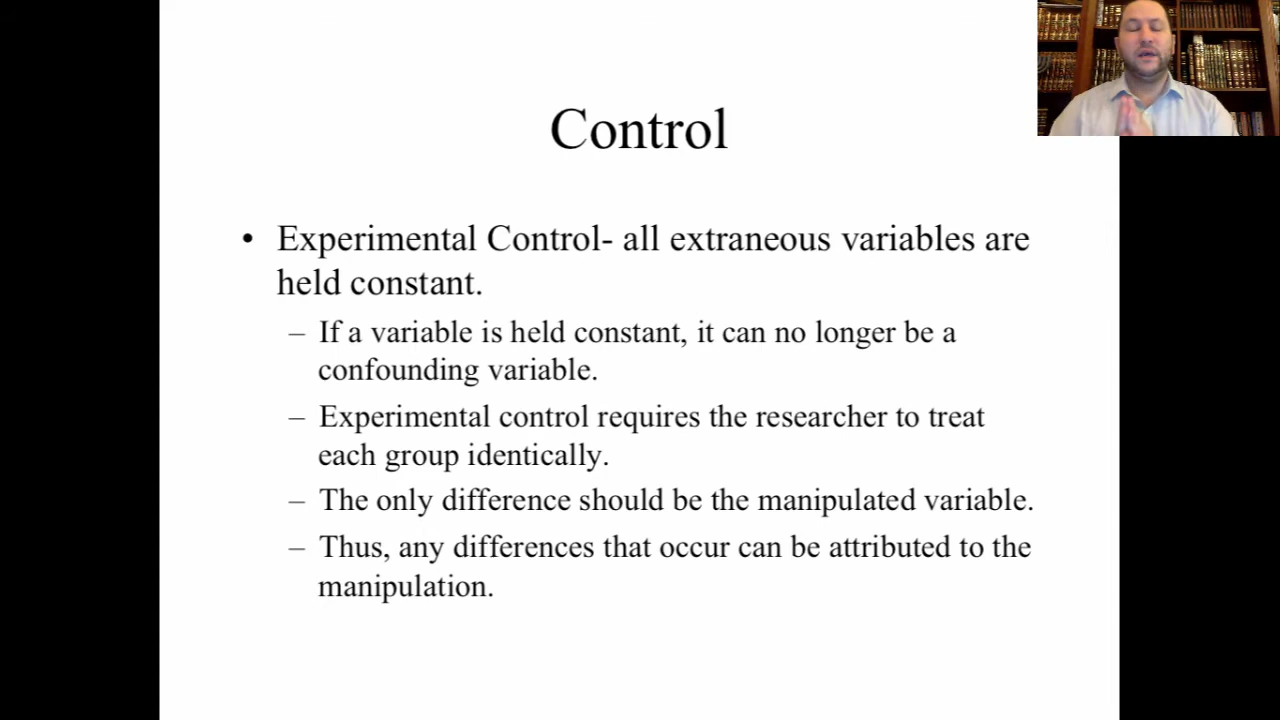 Control
• Experimental Control- all extraneous variables are
held constant.
– If a variable is held constant, it can no longer be a
confounding variable.
– Experimental control requires the researcher to treat
each group identically.
– The only difference should be the manipulated variable.
– Thus, any differences that occur can be attributed to the
manipulation.